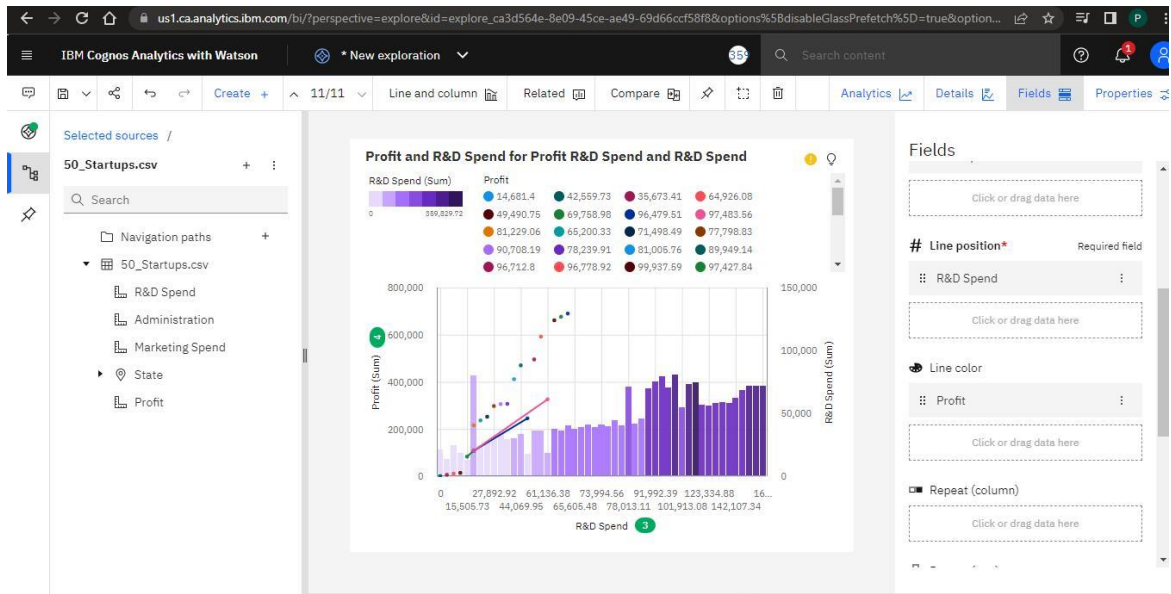 us1.ca.analytics.ibm.com/bi/?perspective=explore&id=explore_ca3d564e-8e09-45ce-ae49-69d66ccf58f8&options%5BdisableGlassPrefetch%5D=true&option...
P
IBM Cognos Analytics with Watson
* New exploration
359
Search content
1
Create +
11/11
Line and column
Related
Compare
Analytics
Details
Fields
Properties
Selected sources /
50_Startups.csv
Search
Navigation paths
50_Startups.csv
R&D Spend
Administration
Marketing Spend
State
Profit
Profit and R&D Spend for Profit R&D Spend and R&D Spend
R&D Spend (Sum)
0 359,829.72
Profit
14,681.4 42,559.73 35,673.41 64,926.08
49,490.75 69,758.98 96,479.51 97,483.56
81,229.06 65,200.33 71,498.49 77,798.83
90,708.19 78,239.91 81,005.76 89,949.14
96,712.8 96,778.92 99,937.59 97,427.84
800,000
600,000
400,000
200,000
0
Profit (Sum)
4
150,000
100,000
50,000
0
R&D Spend (Sum)
0 27,892.92 61,136.38 73,994.56 91,992.39 123,334.88 16...
15,505.73 44,069.95 65,605.48 78,013.11 101,913.08 142,107.34
R&D Spend 3
Fields
Click or drag data here
# Line position* Required field
R&D Spend
Click or drag data here
Line color
Profit
Click or drag data here
Repeat (column)
Click or drag data here